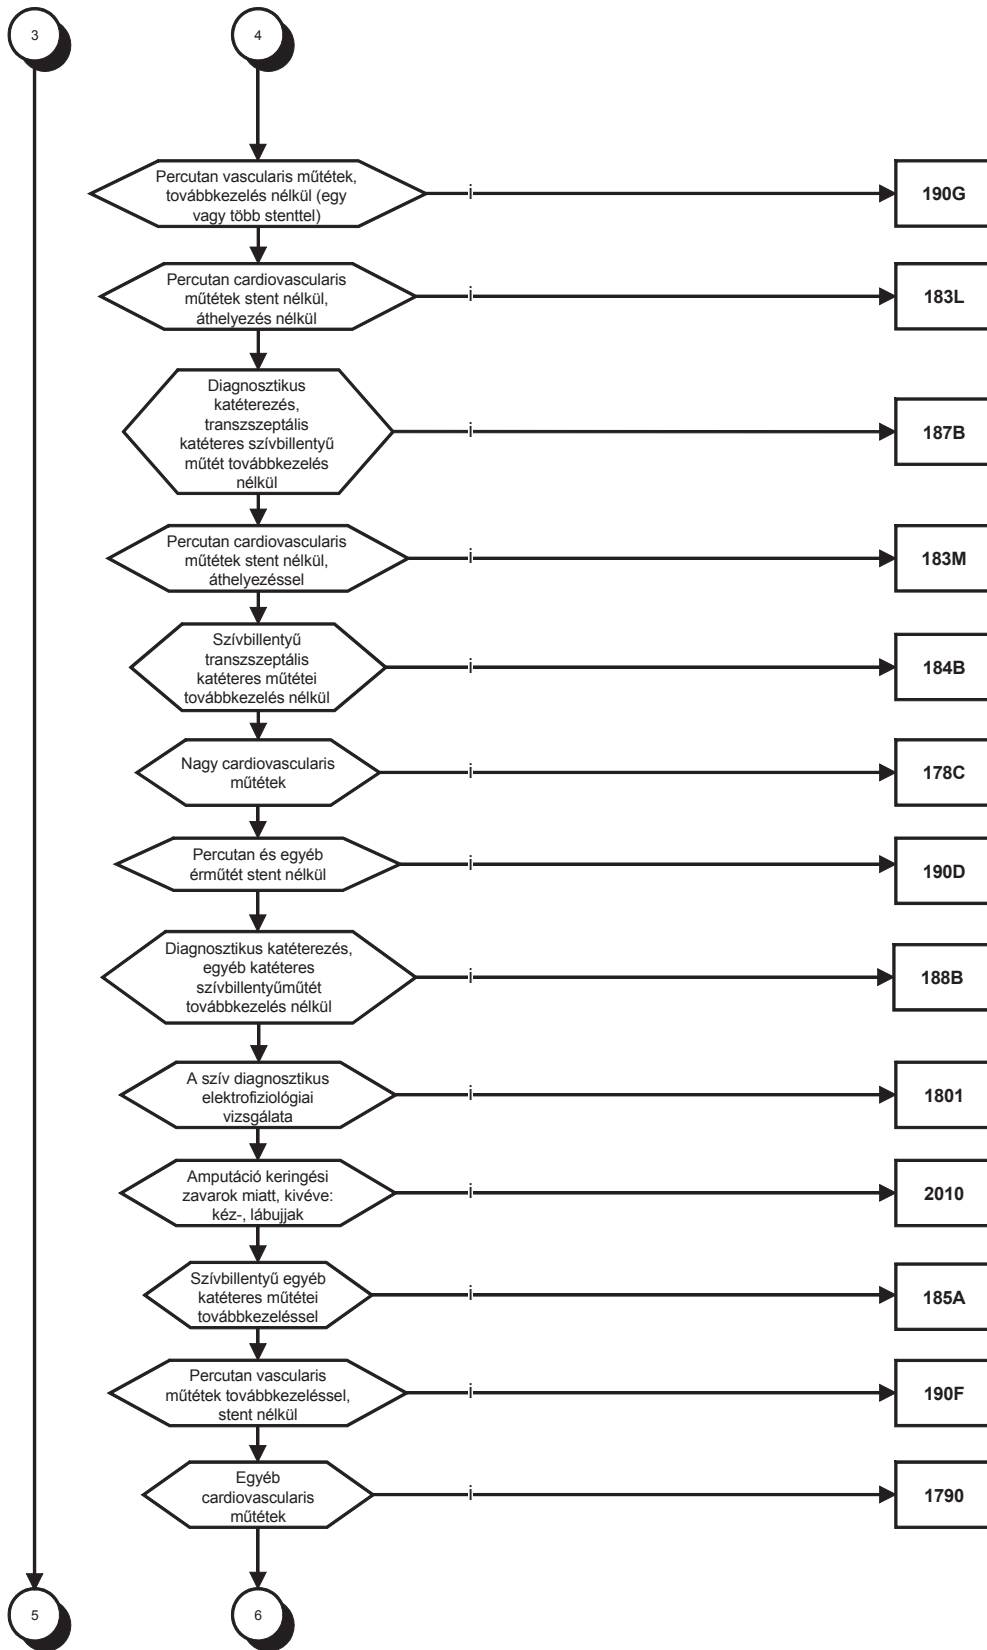 3
4
Percutan vascularis műtétek,
továbbkezelés nélkül (egy
vagy több stenttel)
i
190G
Percutan cardiovascularis
műtétek stent nélkül,
áthelyezés nélkül
i
183L
Diagnosztikus
katéterezés,
transzszeptális
katéteres szívbillentyű
műtét továbbkezelés
nélkül
i
187B
Percutan cardiovascularis
műtétek stent nélkül,
áthelyezéssel
i
183M
Szívbillentyű
transzszeptális
katéteres műtétei
továbbkezelés nélkül
i
184B
Nagy cardiovascularis
műtétek
i
178C
Percutan és egyéb
érműtét stent nélkül
i
190D
Diagnosztikus katéterezés,
egyéb katéteres
szívbillentyűműtét
továbbkezelés nélkül
i
188B
A szív diagnosztikus
elektrofiziológiai
vizsgálata
i
1801
Amputáció keringési
zavarok miatt, kivéve:
kéz-, lábujjak
i
2010
Szívbillentyű egyéb
katéteres műtétei
továbbkezeléssel
i
185A
Percutan vascularis
műtétek továbbkezeléssel,
stent nélkül
i
190F
Egyéb
cardiovascularis
műtétek
i
1790
5
6